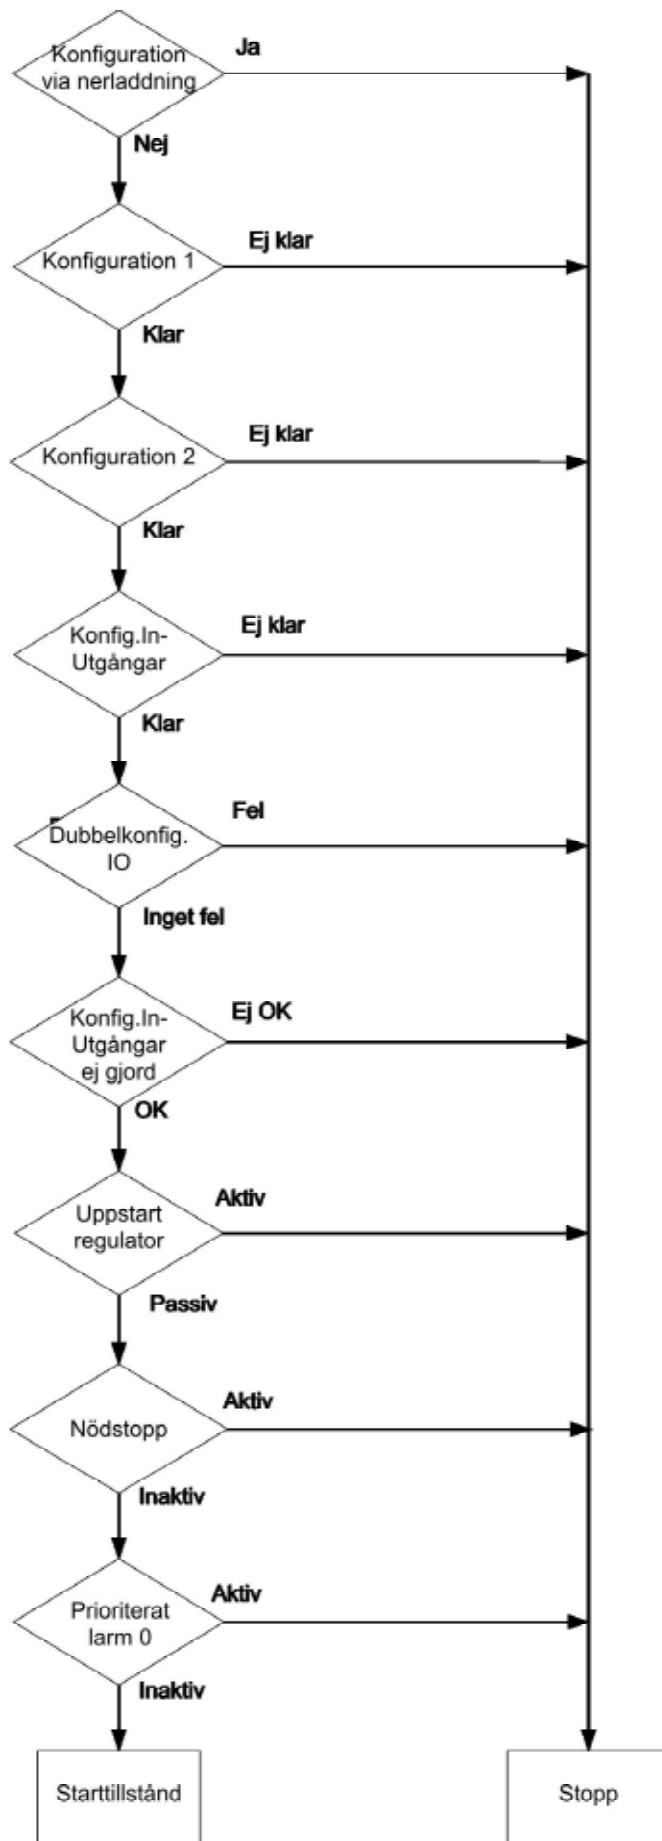 Konfiguration
via nerladdning
Ja
Nej
Konfiguration 1
Ej klar
Klar
Konfiguration 2
Ej klar
Klar
Konfig.In-
Utgångar
Ej klar
Klar
Dubbelkonfig.
IO
Fel
Inget fel
Konfig.In-
Utgångar
ej gjord
Ej OK
OK
Uppstart
regulator
Aktiv
Passiv
Nödstopp
Aktiv
Inaktiv
Prioriterat
larm 0
Aktiv
Inaktiv
Starttillstånd
Stopp